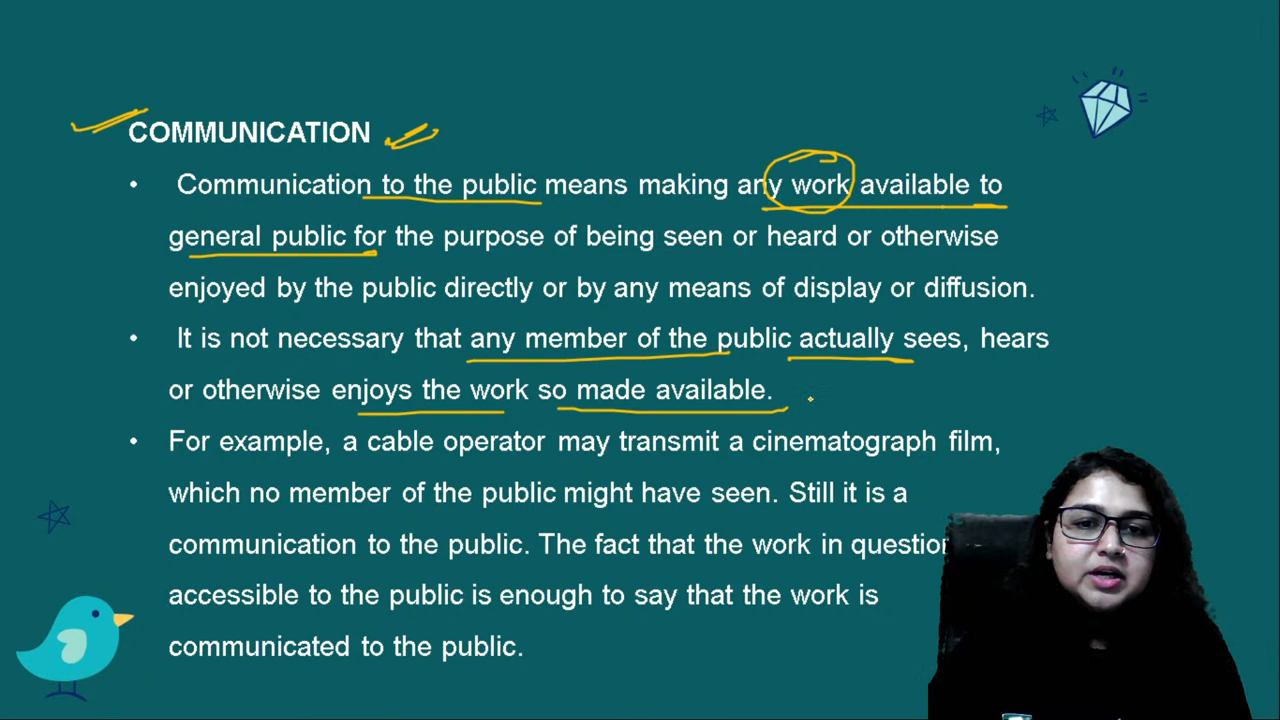 COMMUNICATION
• Communication to the public means making any work available to
general public for the purpose of being seen or heard or otherwise
enjoyed by the public directly or by any means of display or diffusion.
• It is not necessary that any member of the public actually sees, hears
or otherwise enjoys the work so made available.
• For example, a cable operator may transmit a cinematograph film,
which no member of the public might have seen. Still it is a
communication to the public. The fact that the work in question
accessible to the public is enough to say that the work is
communicated to the public.